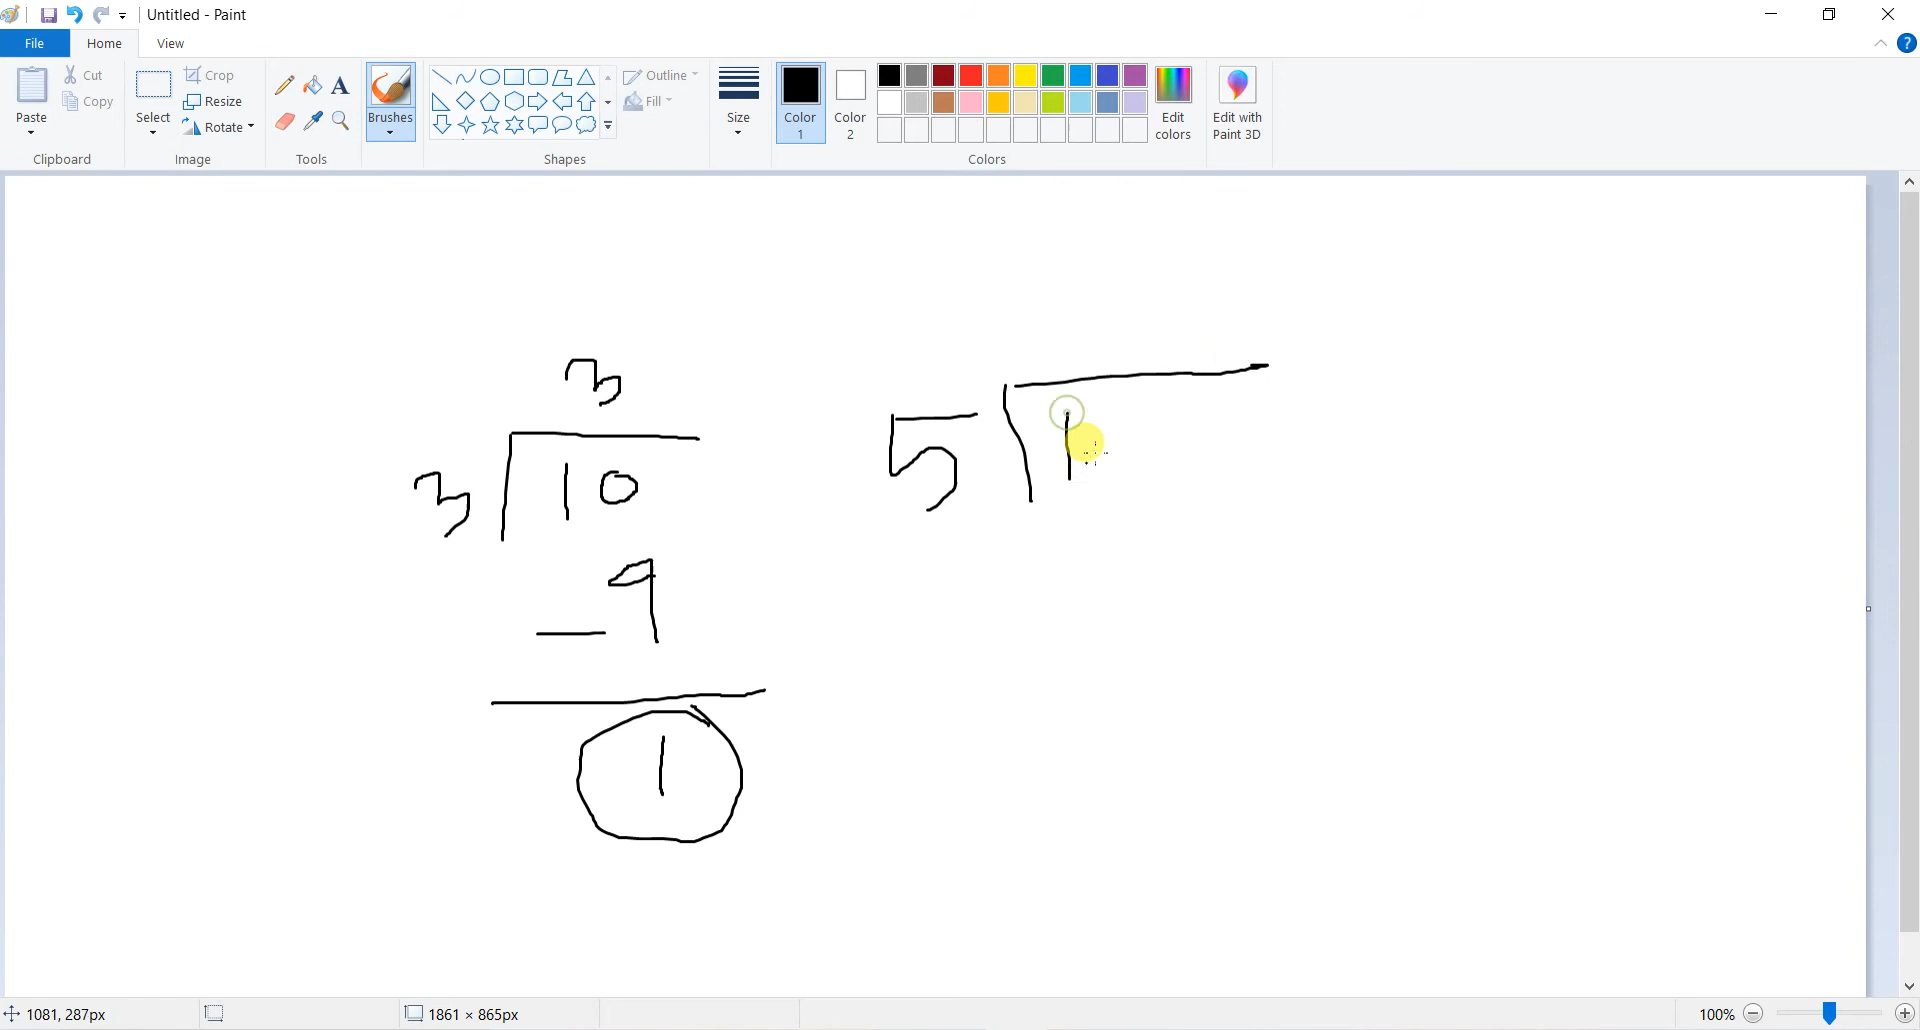 Untitled - Paint
File Home View
Paste
Cut
Copy
Clipboard
Select
Crop
Resize
Rotate
Image
A
Tools
Brushes
Outline
Fill
Shapes
Size
Color 1
Color 2
Edit colors
Colors
Edit with Paint 3D
?
3
3 10
- 9
1
5 1
1081, 287px
1861 × 865px
100%